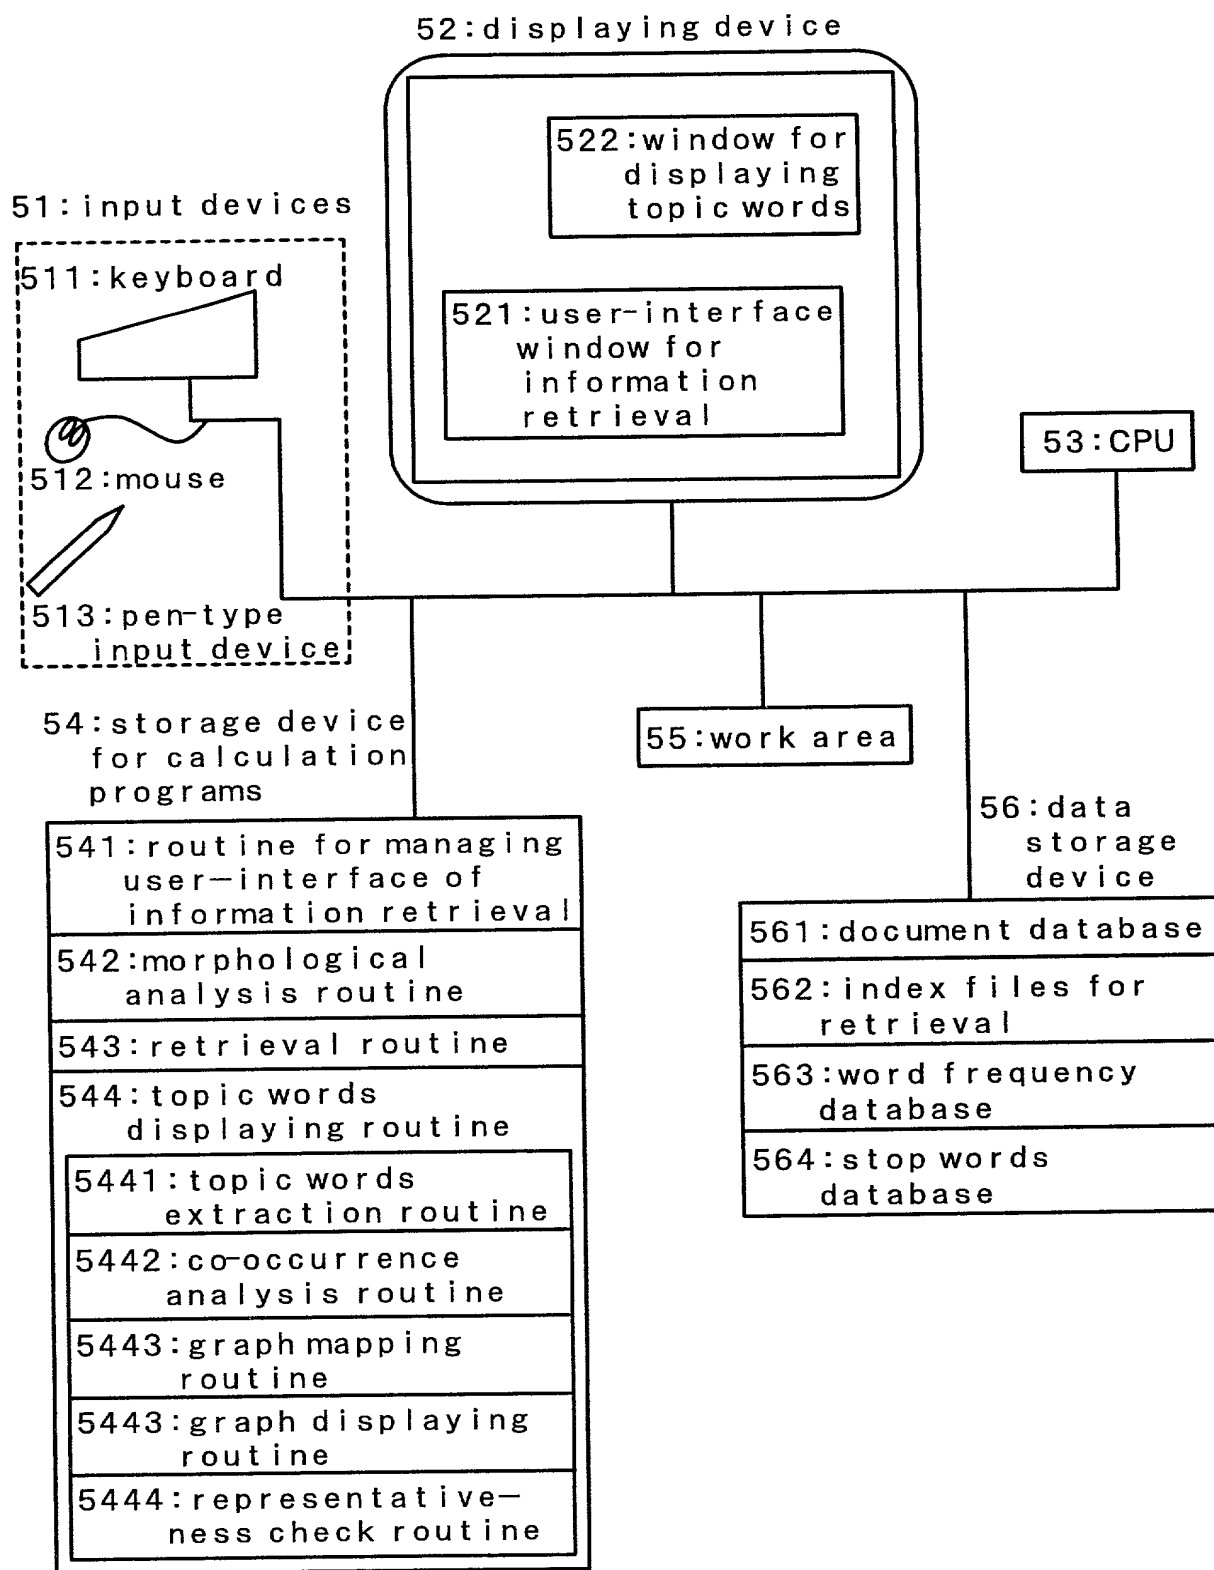 52:displaying device
522:window for
displaying
topic words
51:input devices
511:keyboard
521:user-interface
window for
information
retrieval
53:CPU
512:mouse
513:pen-type
input device
54:storage device
for calculation
programs
55:work area
56:data
storage
device
541:routine for managing
user-interface of
information retrieval
542:morphological
analysis routine
543:retrieval routine
544:topic words
displaying routine
5441:topic words
extraction routine
5442:co-occurrence
analysis routine
5443:graph mapping
routine
5443:graph displaying
routine
5444:representative-
ness check routine
561:document database
562:index files for
retrieval
563:word frequency
database
564:stop words
database